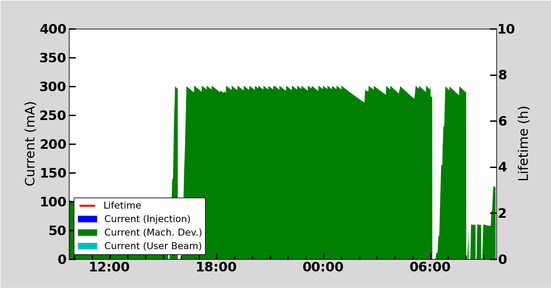 400
350
300
250
200
150
100
50
0
Current (mA)
10
8
6
4
2
0
Lifetime (h)
Lifetime
Current (Injection)
Current (Mach. Dev.)
Current (User Beam)
12:00 18:00 00:00 06:00